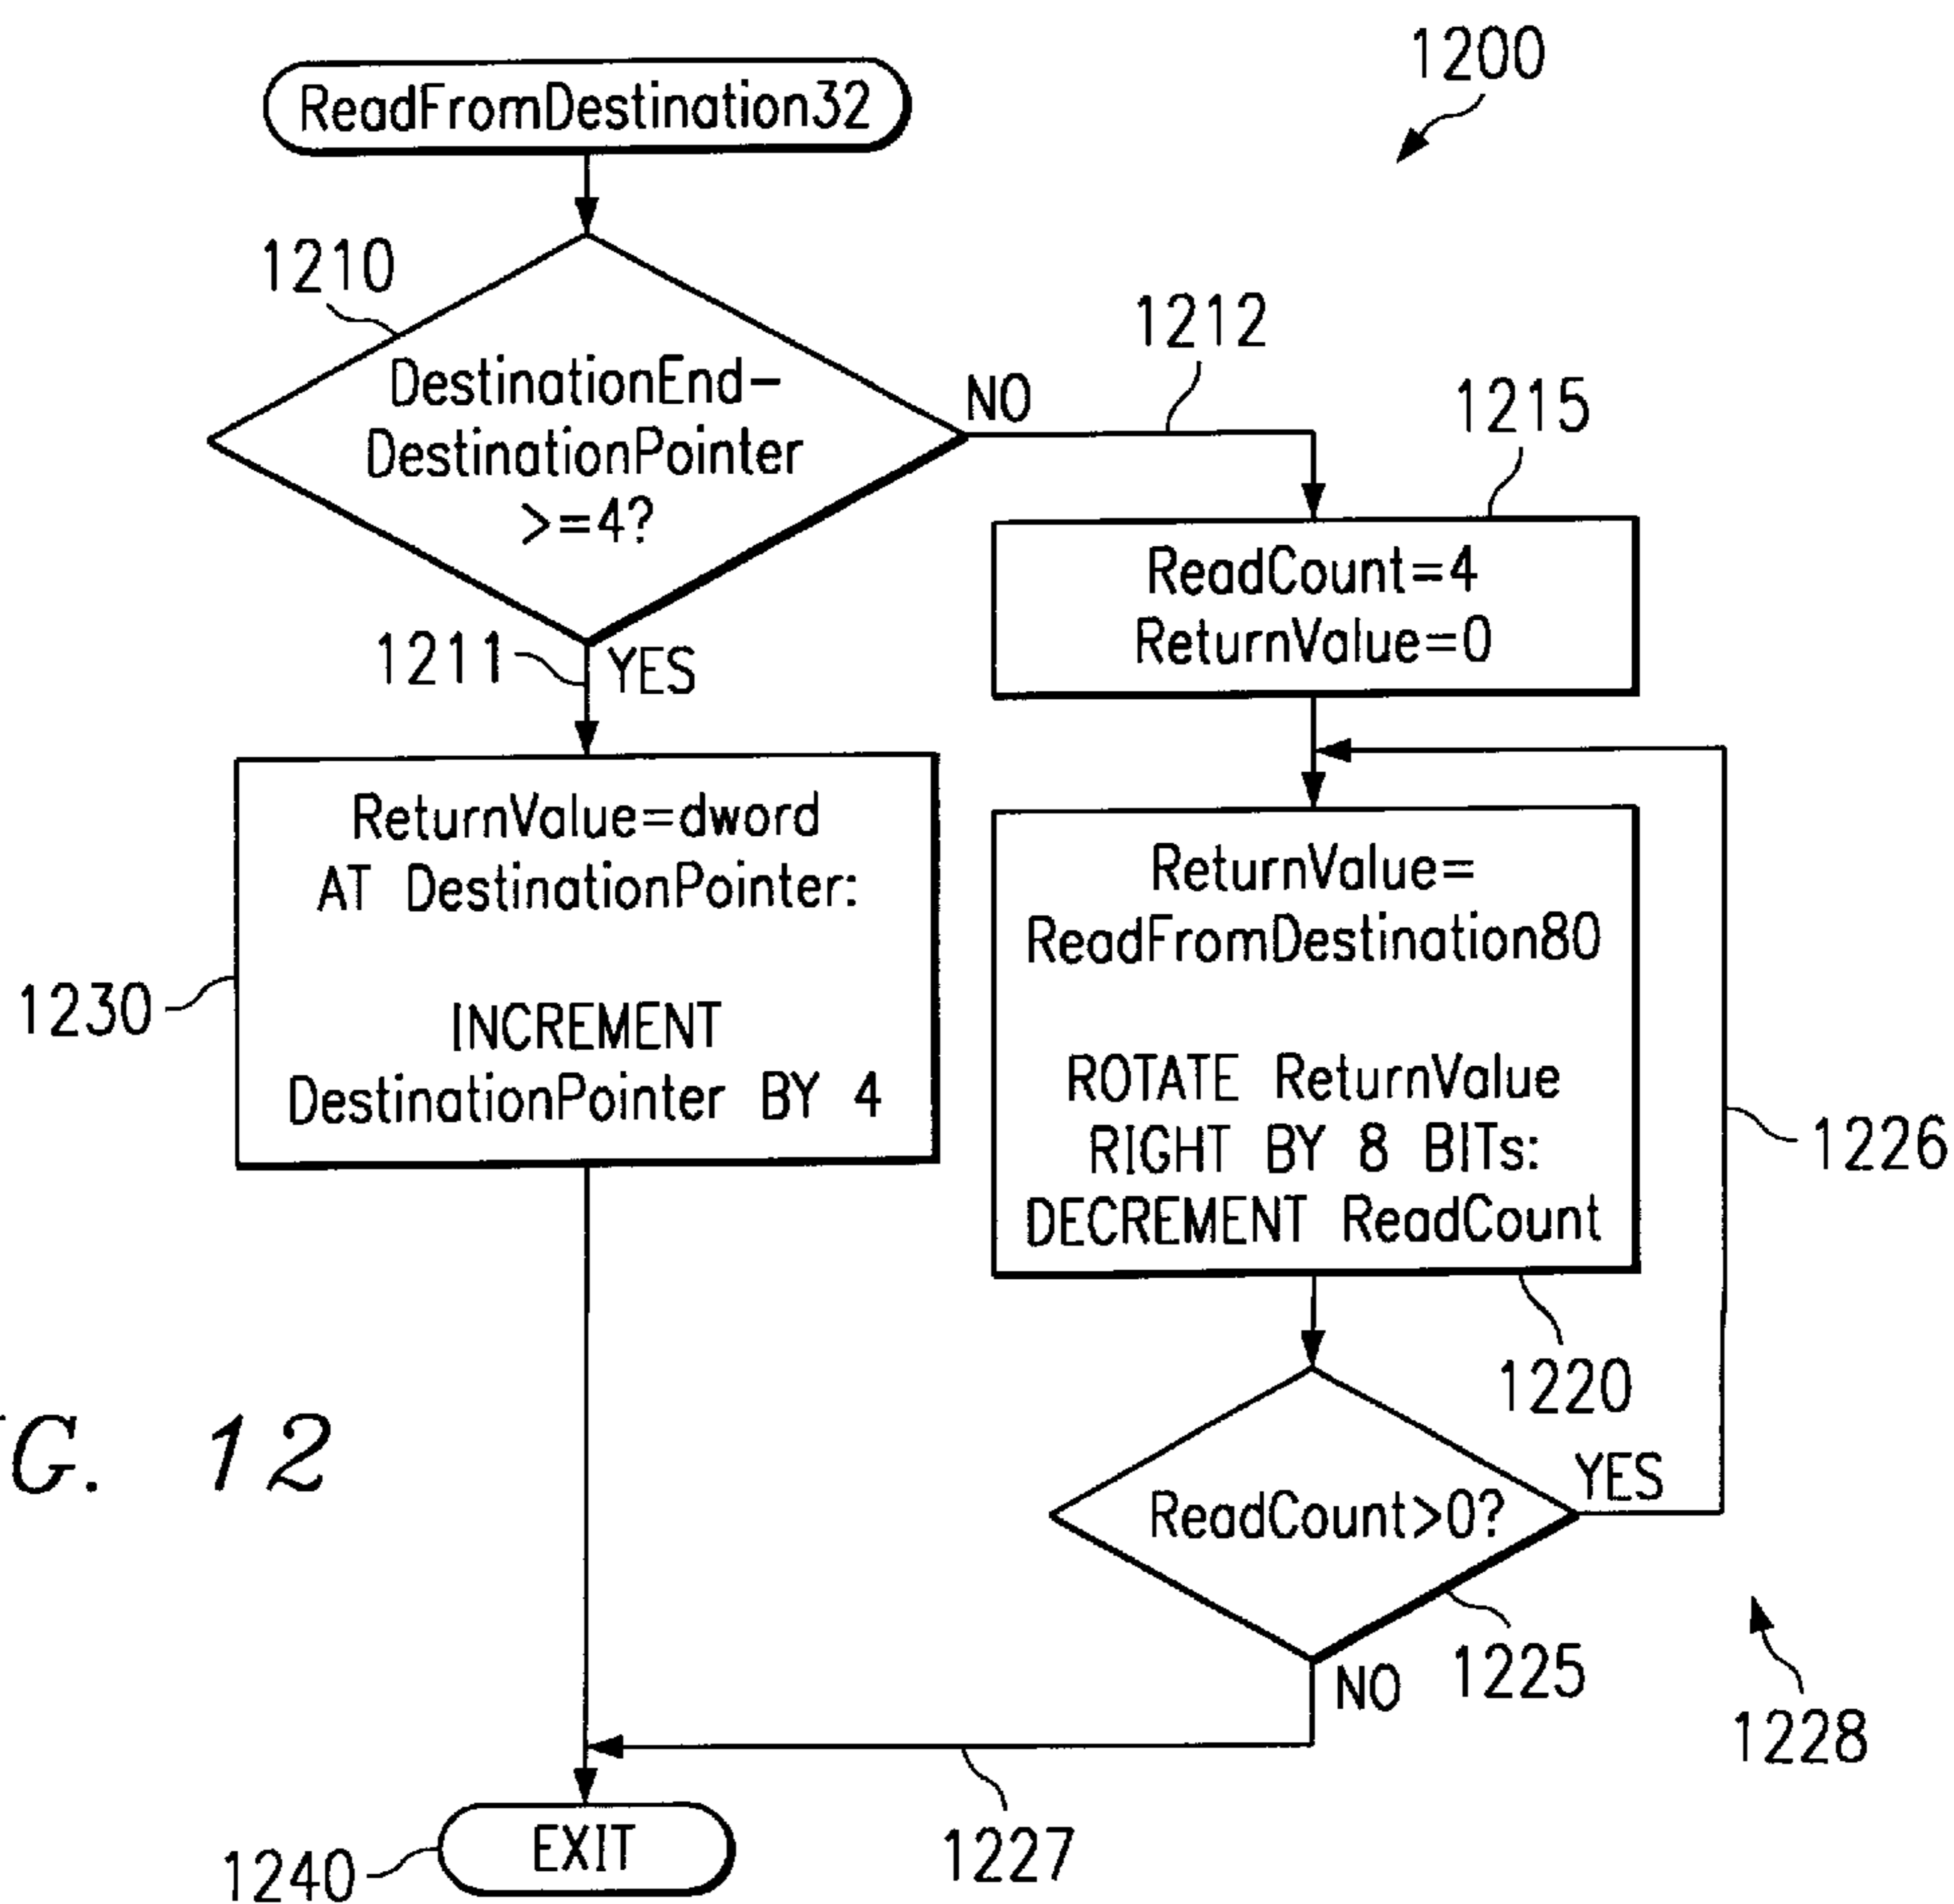 1200
ReadFromDestination32
1210
DestinationEnd-
DestinationPointer
>=4?
NO
1212
1215
ReadCount=4
ReturnValue=0
1211
YES
ReturnValue=dword
AT DestinationPointer:
INCREMENT
DestinationPointer BY 4
1230
ReturnValue=
ReadFromDestination80
ROTATE ReturnValue
RIGHT BY 8 BITs:
DECREMENT ReadCount
1226
1220
G. 12
ReadCount>0?
YES
1225
NO
1228
1227
EXIT
1240